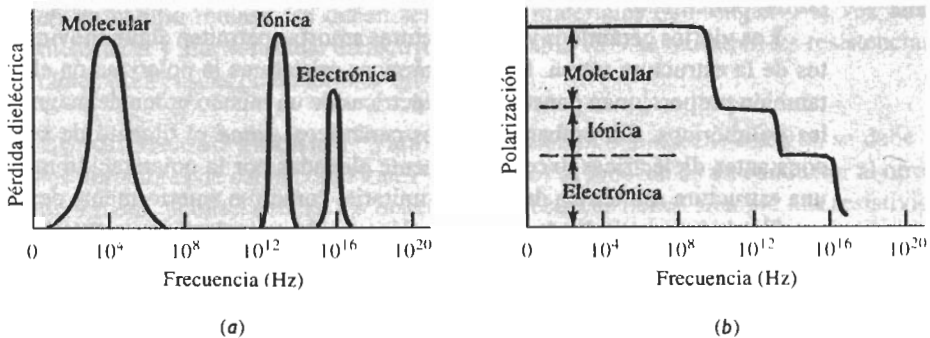 Molecular
Iónica
Electrónica
Pérdida dieléctrica
0 10^4 10^8 10^12 10^16 10^20
Frecuencia (Hz)
(a)
Polarización
Molecular
Iónica
Electrónica
0 10^4 10^8 10^12 10^16 10^20
Frecuencia (Hz)
(b)